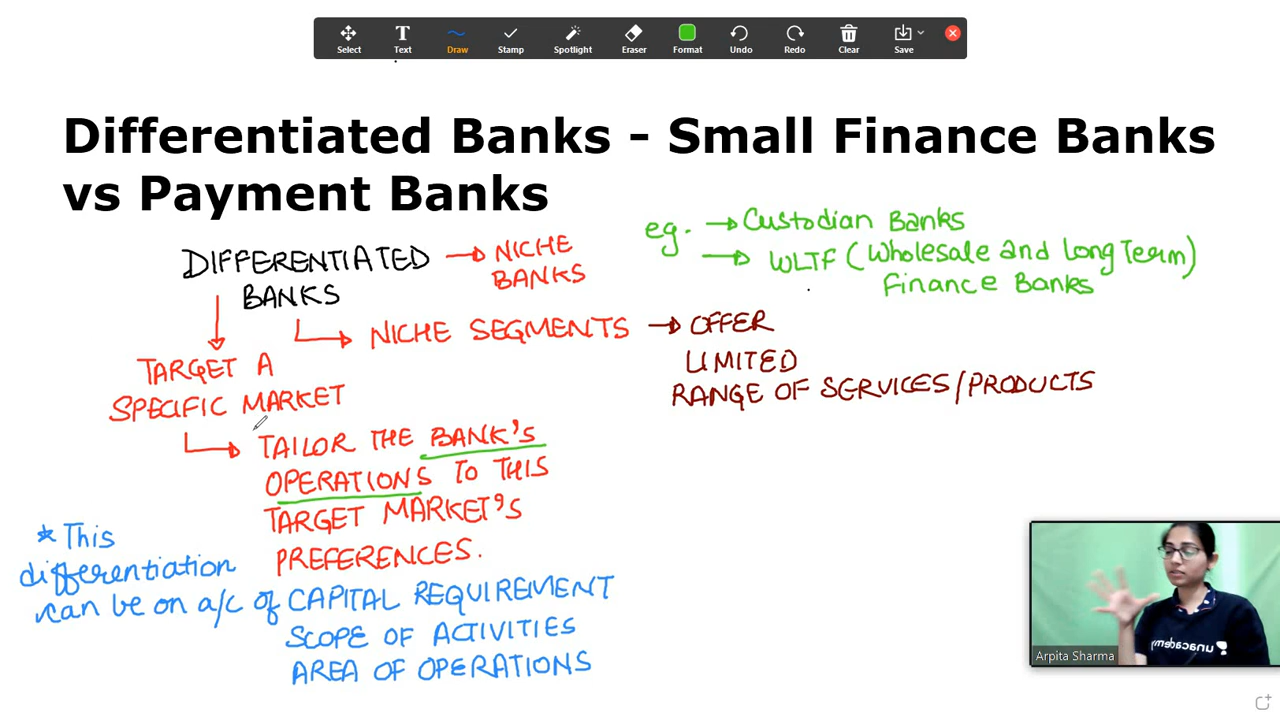 Select Text Draw Stamp Spotlight Eraser Format Undo Redo Clear Save
Differentiated Banks - Small Finance Banks
vs Payment Banks
DIFFERENTIATED
BANKS
→ NICHE
BANKS
eg. → Custodian Banks
→ WLTF (Wholesale and long Term)
Finance Banks
NICHE SEGMENTS → OFFER
LIMITED
RANGE OF SERVICES/PRODUCTS
TARGET A
SPECIFIC MARKET
TAILOR THE BANK'S
OPERATIONS TO THIS
TARGET MARKET'S
PREFERENCES.
* This
differentiation
can be on a/c of CAPITAL REQUIREMENT
SCOPE OF ACTIVITIES
AREA OF OPERATIONS
unacademy
Arpita Sharma